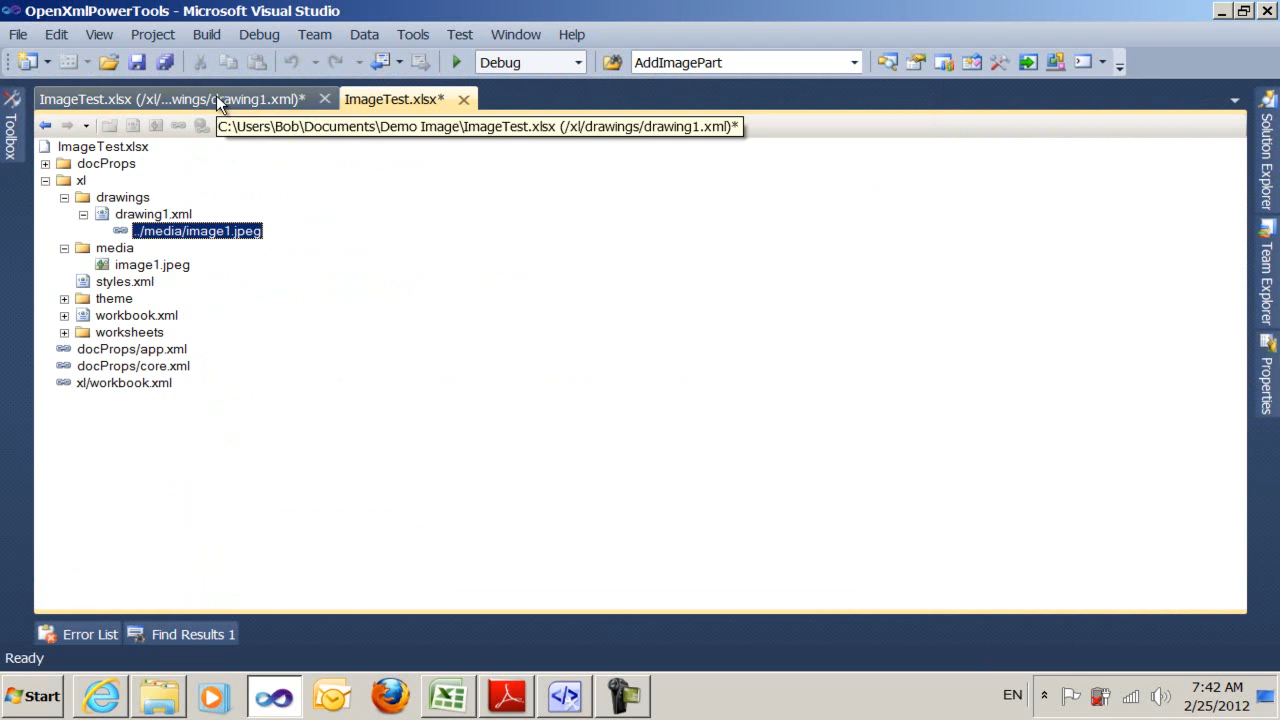 OpenXmlPowerTools - Microsoft Visual Studio
File Edit View Project Build Debug Team Data Tools Test Window Help
Debug AddImagePart
ImageTest.xlsx (/xl/...wings/drawing1.xml)* ImageTest.xlsx*
C:\Users\Bob\Documents\Demo Image\ImageTest.xlsx (/xl/drawings/drawing1.xml)*
Toolbox
Solution Explorer
Team Explorer
Properties
ImageTest.xlsx
docProps
xl
drawings
drawing1.xml
../media/image1.jpeg
media
image1.jpeg
styles.xml
theme
workbook.xml
worksheets
docProps/app.xml
docProps/core.xml
xl/workbook.xml
Error List Find Results 1
Ready
Start EN 7:42 AM
2/25/2012